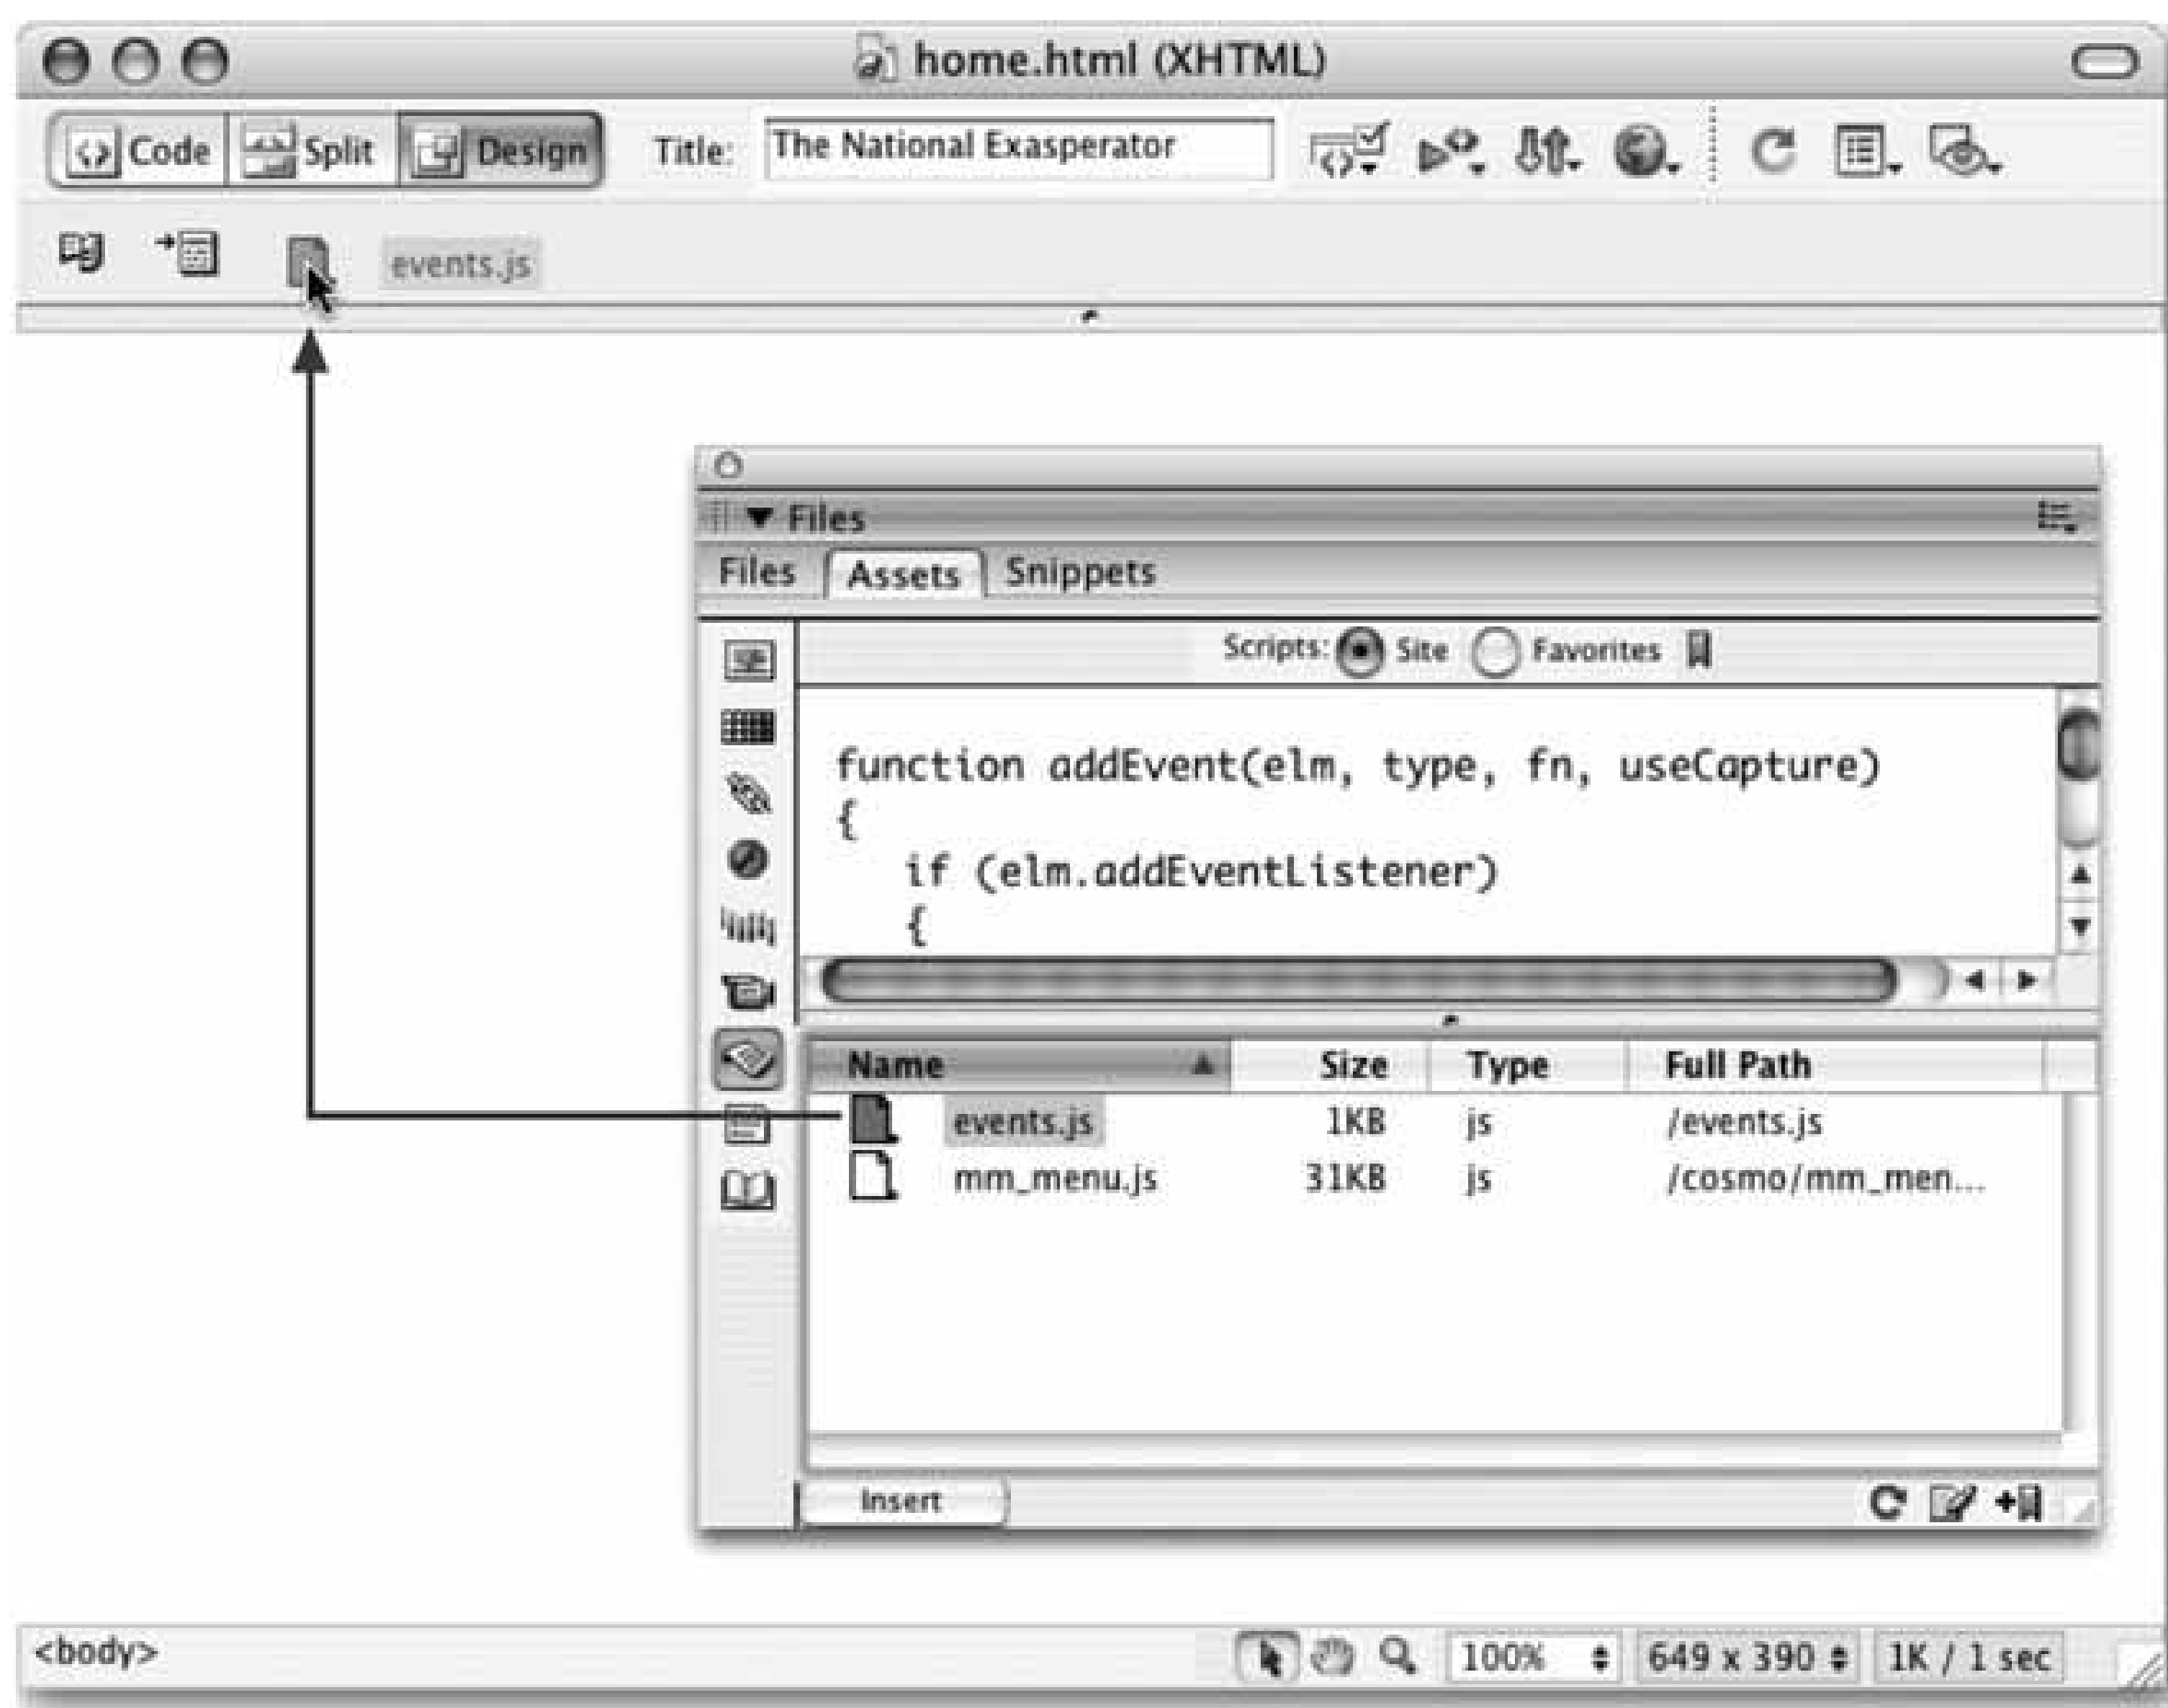 home.html (XHTML)
Code Split Design Title: The National Exasperator
events.js
Files
Files Assets Snippets
Scripts: Site Favorites
function addEvent(elm, type, fn, useCapture)
{
if (elm.addEventListener)
{
Name Size Type Full Path
events.js 1KB js /events.js
mm_menu.js 31KB js /cosmo/mm_men...
Insert
<body> 100% 649 x 390 1K / 1 sec